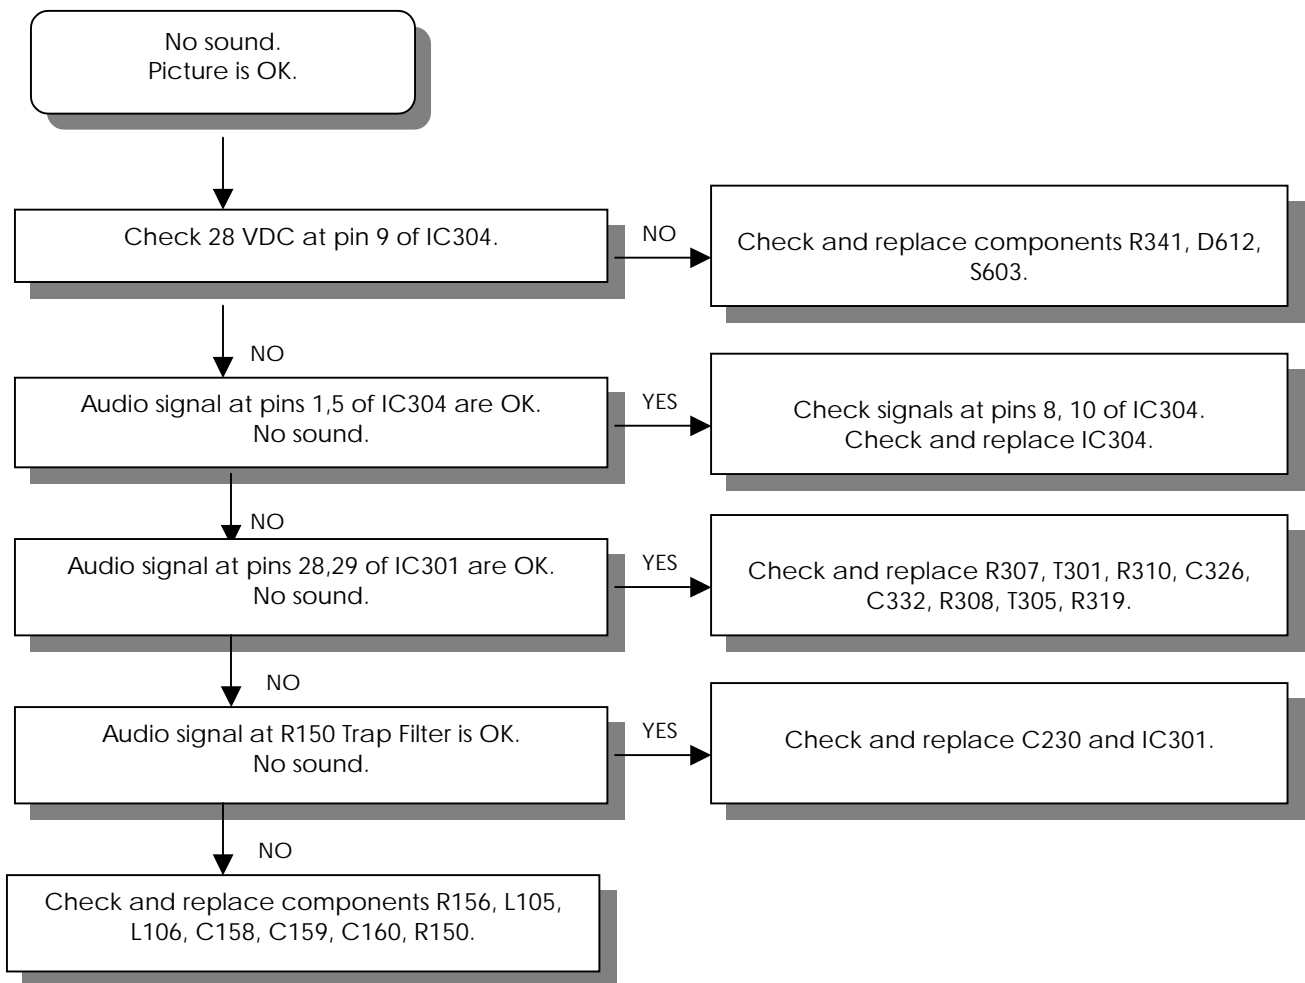 No sound.
Picture is OK.
Check 28 VDC at pin 9 of IC304.
NO
Check and replace components R341, D612,
S603.
NO
Audio signal at pins 1,5 of IC304 are OK.
No sound.
YES
Check signals at pins 8, 10 of IC304.
Check and replace IC304.
NO
Audio signal at pins 28,29 of IC301 are OK.
No sound.
YES
Check and replace R307, T301, R310, C326,
C332, R308, T305, R319.
NO
Audio signal at R150 Trap Filter is OK.
No sound.
YES
Check and replace C230 and IC301.
NO
Check and replace components R156, L105,
L106, C158, C159, C160, R150.